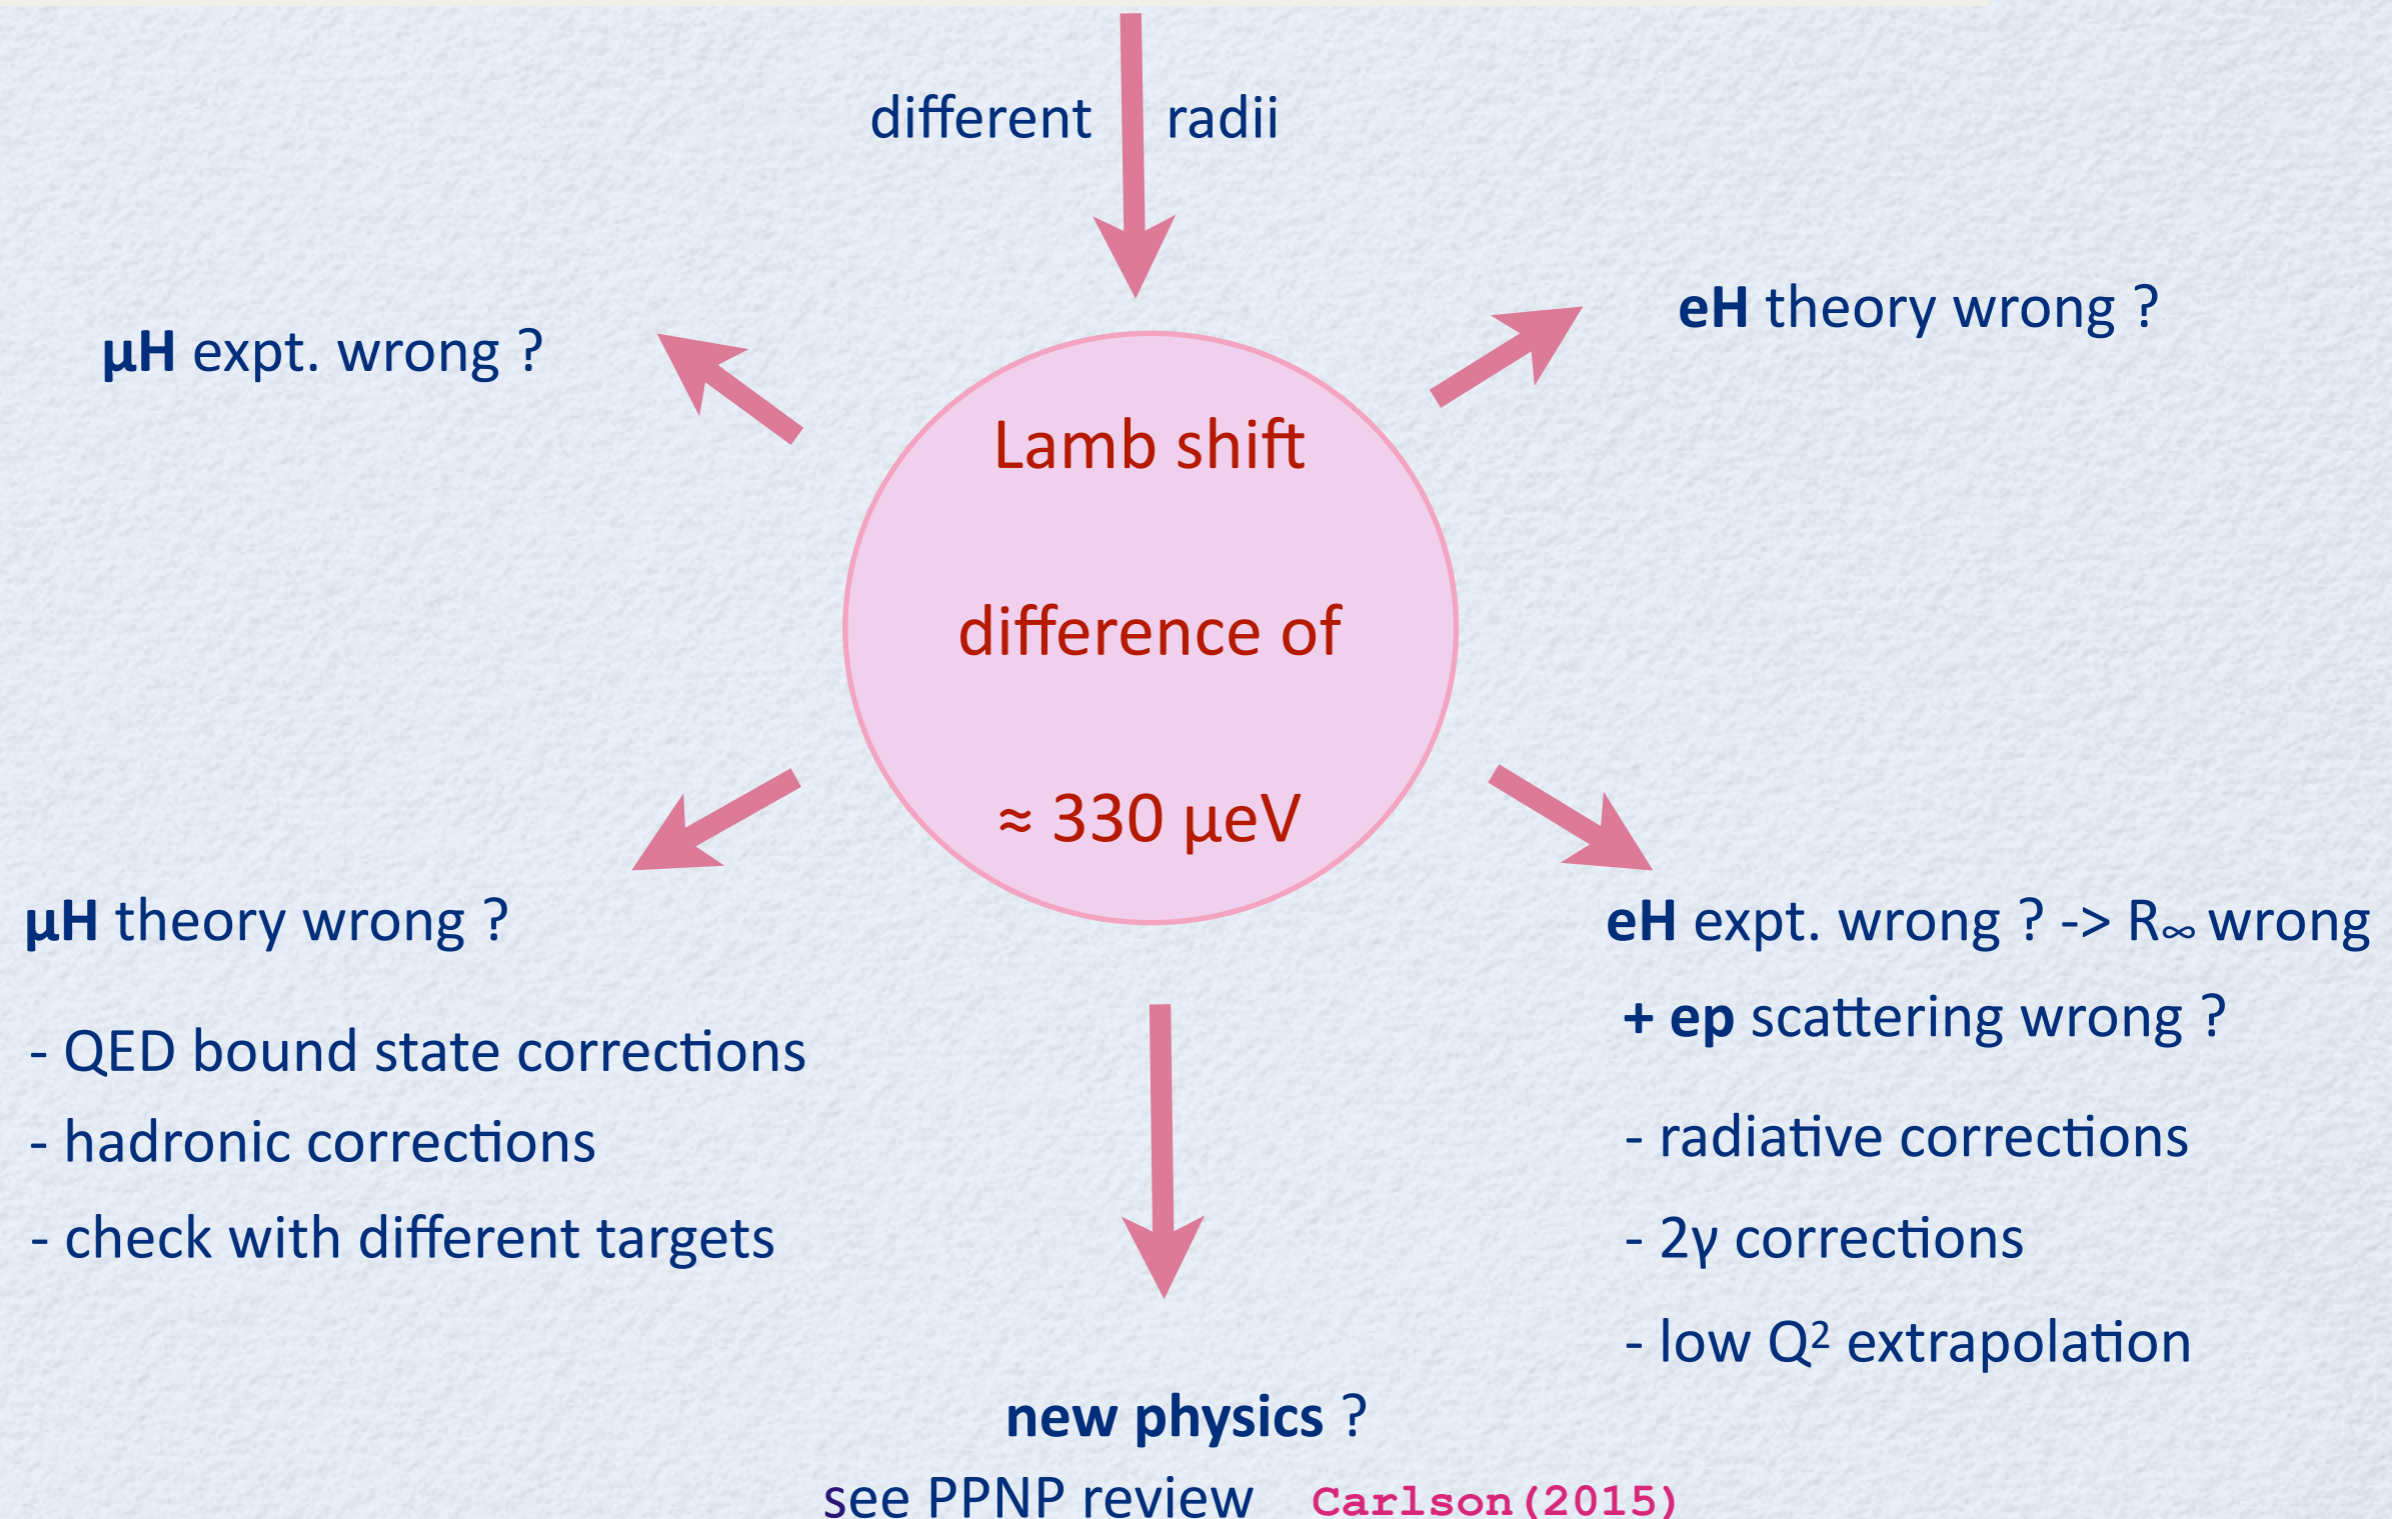 different radii
µH expt. wrong ?
eH theory wrong ?
Lamb shift
difference of
≈ 330 µeV
µH theory wrong ?
- QED bound state corrections
- hadronic corrections
- check with different targets
eH expt. wrong ? -> R∞ wrong
+ ep scattering wrong ?
- radiative corrections
- 2γ corrections
- low Q² extrapolation
new physics ?
see PPNP review Carlson(2015)